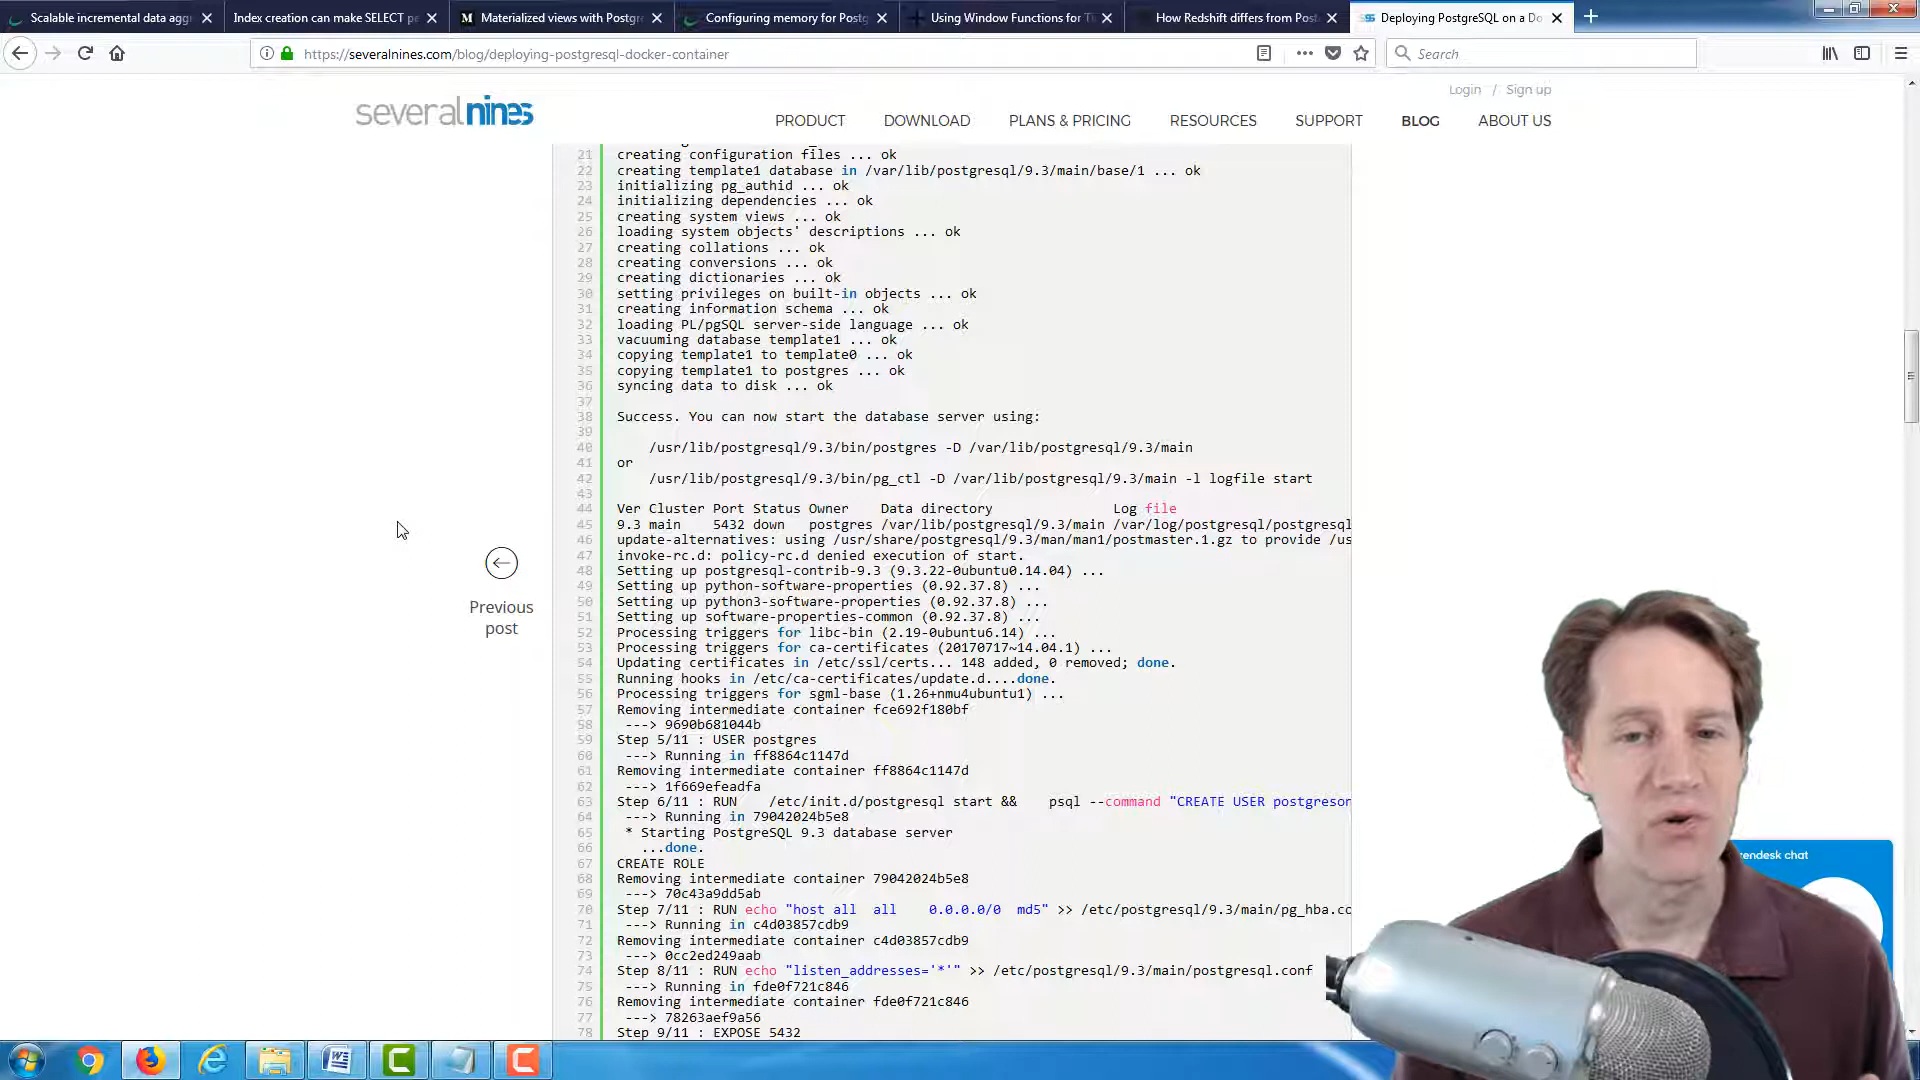 Scalable incremental data agg
Index creation can make SELECT pe
Materialized views with Postgre
Configuring memory for Postg
Using Window Functions for Ti
How Redshift differs from Post
Deploying PostgreSQL on a Do
https://severalnines.com/blog/deploying-postgresql-docker-container
Search
Login / Sign up
severalnines
PRODUCT DOWNLOAD PLANS & PRICING RESOURCES SUPPORT BLOG ABOUT US
21 creating configuration files ... ok
22 creating template1 database in /var/lib/postgresql/9.3/main/base/1 ... ok
23 initializing pg_authid ... ok
24 initializing dependencies ... ok
25 creating system views ... ok
26 loading system objects' descriptions ... ok
27 creating collations ... ok
28 creating conversions ... ok
29 creating dictionaries ... ok
30 setting privileges on built-in objects ... ok
31 creating information schema ... ok
32 loading PL/pgSQL server-side language ... ok
33 vacuuming database template1 ... ok
34 copying template1 to template0 ... ok
35 copying template1 to postgres ... ok
36 syncing data to disk ... ok
37
38 Success. You can now start the database server using:
39
40 /usr/lib/postgresql/9.3/bin/postgres -D /var/lib/postgresql/9.3/main
41 or
42 /usr/lib/postgresql/9.3/bin/pg_ctl -D /var/lib/postgresql/9.3/main -l logfile start
43
44 Ver Cluster Port Status Owner Data directory Log file
45 9.3 main 5432 down postgres /var/lib/postgresql/9.3/main /var/log/postgresql/postgresql
46 update-alternatives: using /usr/share/postgresql/9.3/man/man1/postmaster.1.gz to provide /us
47 invoke-rc.d: policy-rc.d denied execution of start.
48 Setting up postgresql-contrib-9.3 (9.3.22-0ubuntu0.14.04) ...
49 Setting up python-software-properties (0.92.37.8) ...
50 Setting up python3-software-properties (0.92.37.8) ...
51 Setting up software-properties-common (0.92.37.8) ...
52 Processing triggers for libc-bin (2.19-0ubuntu6.14) ...
53 Processing triggers for ca-certificates (20170717~14.04.1) ...
54 Updating certificates in /etc/ssl/certs... 148 added, 0 removed; done.
55 Running hooks in /etc/ca-certificates/update.d....done.
56 Processing triggers for sgml-base (1.26+nmu4ubuntu1) ...
57 Removing intermediate container fce692f180bf
58 ---> 9690b681044b
59 Step 5/11 : USER postgres
60 ---> Running in ff8864c1147d
61 Removing intermediate container ff8864c1147d
62 ---> 1f669efeadfa
63 Step 6/11 : RUN /etc/init.d/postgresql start && psql --command "CREATE USER postgreson
64 ---> Running in 79042024b5e8
65 * Starting PostgreSQL 9.3 database server
66 ...done.
67 CREATE ROLE
68 Removing intermediate container 79042024b5e8
69 ---> 70c43a9dd5ab
70 Step 7/11 : RUN echo "host all all 0.0.0.0/0 md5" >> /etc/postgresql/9.3/main/pg_hba.co
71 ---> Running in c4d03857cdb9
72 Removing intermediate container c4d03857cdb9
73 ---> 0cc2ed249aab
74 Step 8/11 : RUN echo "listen_addresses='*'" >> /etc/postgresql/9.3/main/postgresql.conf
75 ---> Running in fde0f721c846
76 Removing intermediate container fde0f721c846
77 ---> 78263aef9a56
78 Step 9/11 : EXPOSE 5432
Previous
post
zendesk chat